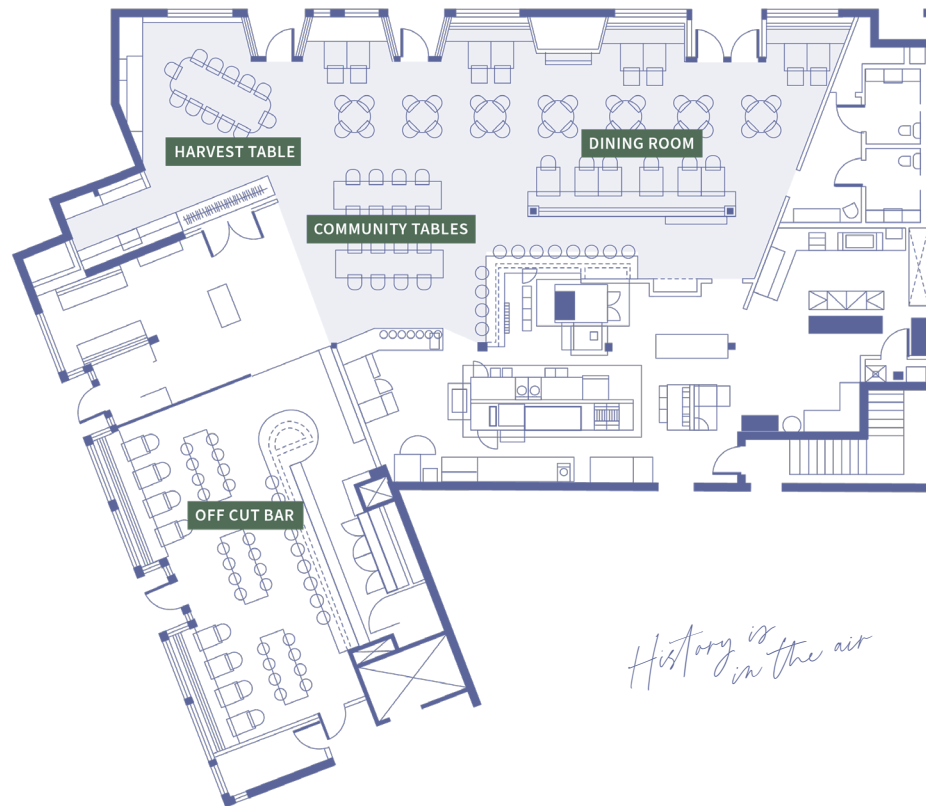 HARVEST TABLE
DINING ROOM
COMMUNITY TABLES
OFF CUT BAR
History is
in the air